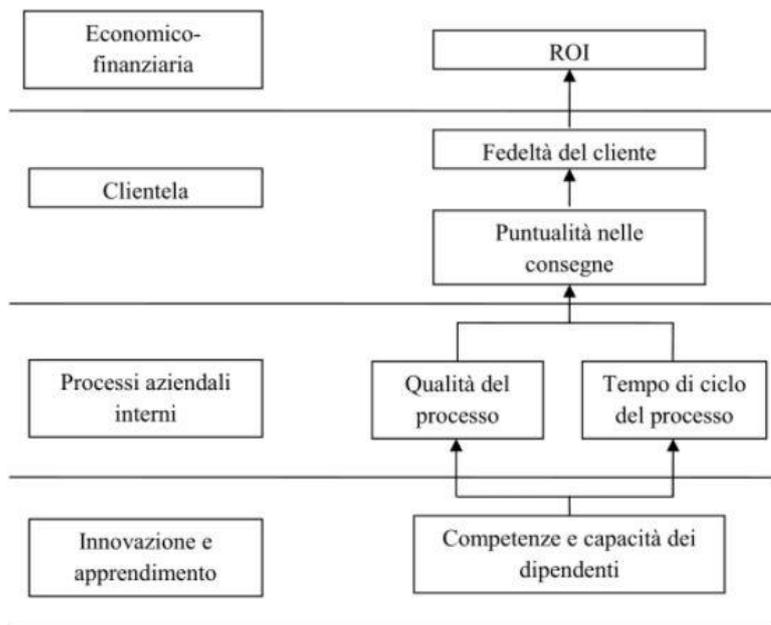 Economico-
finanziaria
ROI
Fedeltà del cliente
Clientela
Puntualità nelle
consegne
Processi aziendali
interni
Qualità del
processo
Tempo di ciclo
del processo
Innovazione e
apprendimento
Competenze e capacità dei
dipendenti